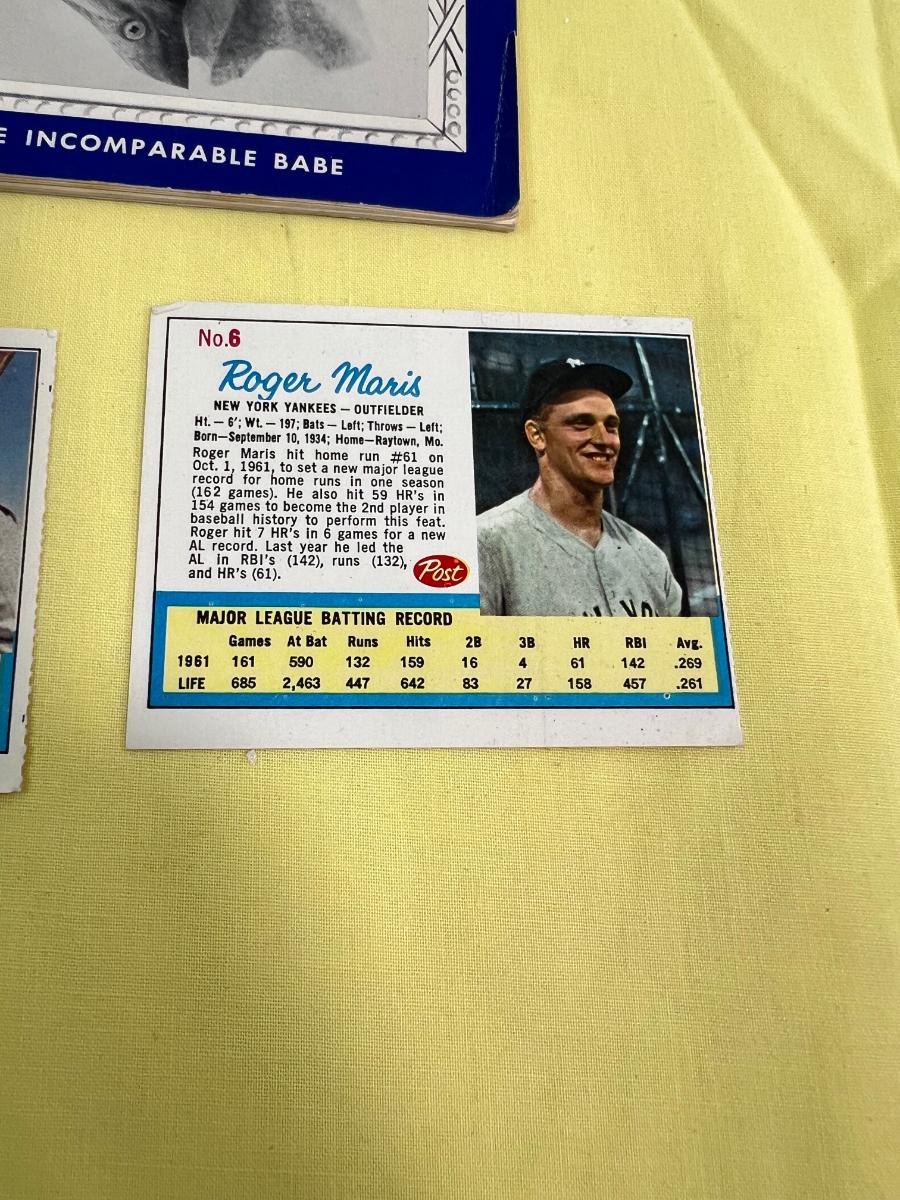 E INCOMPARABLE BABE
No.6
Roger Maris
NEW YORK YANKEES — OUTFIELDER
Ht. — 6'; Wt. — 197; Bats — Left; Throws — Left;
Born—September 10, 1934; Home—Raytown, Mo.
Roger Maris hit home run #61 on
Oct. 1, 1961, to set a new major league
record for home runs in one season
(162 games). He also hit 59 HR's in
154 games to become the 2nd player in
baseball history to perform this feat.
Roger hit 7 HR's in 6 games for a new
AL record. Last year he led the
AL in RBI's (142), runs (132),
and HR's (61).
Post
MAJOR LEAGUE BATTING RECORD
Games At Bat Runs Hits 2B 3B HR RBI Avg.
1961 161 590 132 159 16 4 61 142 .269
LIFE 685 2,463 447 642 83 27 158 457 .261